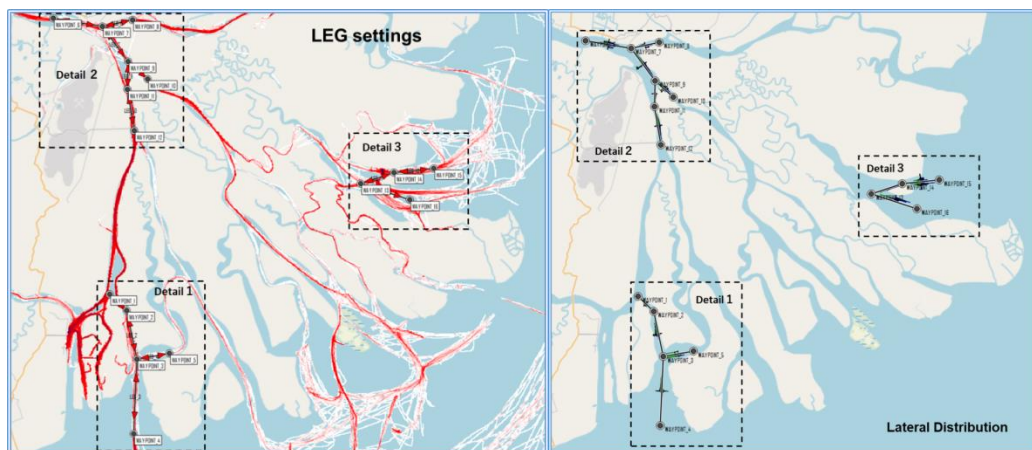 LEG settings
WAYPOINT_6
WAYPOINT_7
WAYPOINT_8
WAYPOINT_9
WAYPOINT_10
WAYPOINT_11
WAYPOINT_12
Detail 2
Detail 3
WAYPOINT_13
WAYPOINT_14
WAYPOINT_15
WAYPOINT_16
Detail 1
WAYPOINT_1
WAYPOINT_2
WAYPOINT_3
WAYPOINT_5
WAYPOINT_4
WAYPOINT_7
WAYPOINT_8
WAYPOINT_9
WAYPOINT_10
WAYPOINT_12
Detail 2
Detail 3
WAYPOINT_15
WAYPOINT_16
Detail 1
WAYPOINT_1
WAYPOINT_2
WAYPOINT_3
WAYPOINT_5
WAYPOINT_4
Lateral Distribution